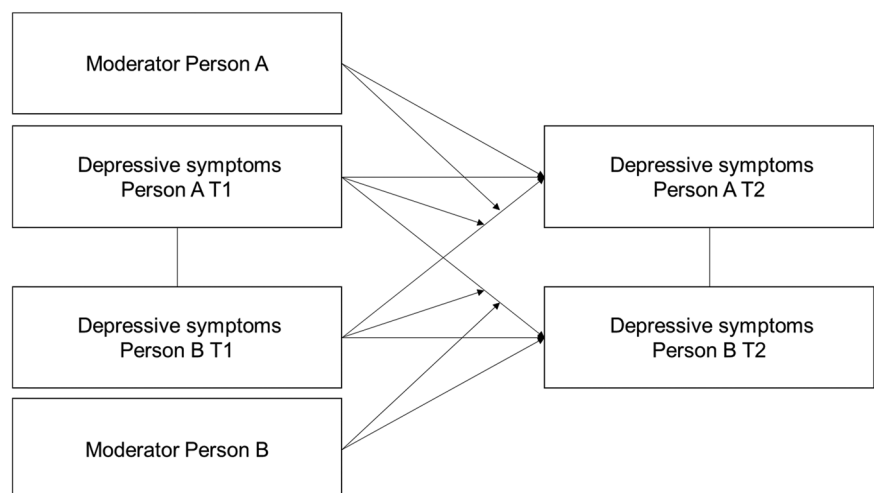 Moderator Person A
Depressive symptoms
Person A T1
Depressive symptoms
Person A T2
Depressive symptoms
Person B T1
Depressive symptoms
Person B T2
Moderator Person B